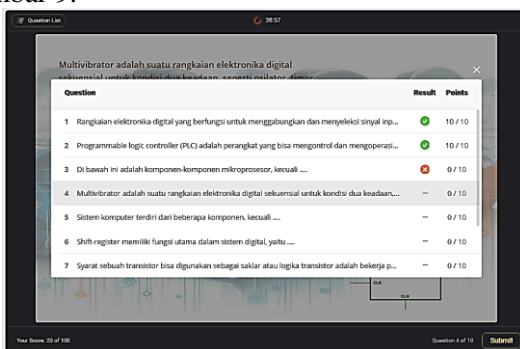 Question List
38:57
Multivibrator adalah suatu rangkaian elektronika digital
sekuensial untuk kondisi dua keadaan, seperti osilator, timer
Question Result Points
1 Rangkaian elektronika digital yang berfungsi untuk menggabungkan dan menyeleksi sinyal inp... 10 / 10
2 Programmable logic controller (PLC) adalah perangkat yang bisa mengontrol dan mengoperasi... 10 / 10
3 Di bawah ini adalah komponen-komponen mikroprosesor, kecuali .... 0 / 10
4 Multivibrator adalah suatu rangkaian elektronika digital sekuensial untuk kondisi dua keadaan,... – 0 / 10
5 Sistem komputer terdiri dari beberapa komponen, kecuali .... – 0 / 10
6 Shift-register memiliki fungsi utama dalam sistem digital, yaitu .... – 0 / 10
7 Syarat sebuah transistor bisa digunakan sebagai saklar atau logika transistor adalah bekerja p... – 0 / 10
CLK
CLR
Your Score: 20 of 100
Question 4 of 10
Submit